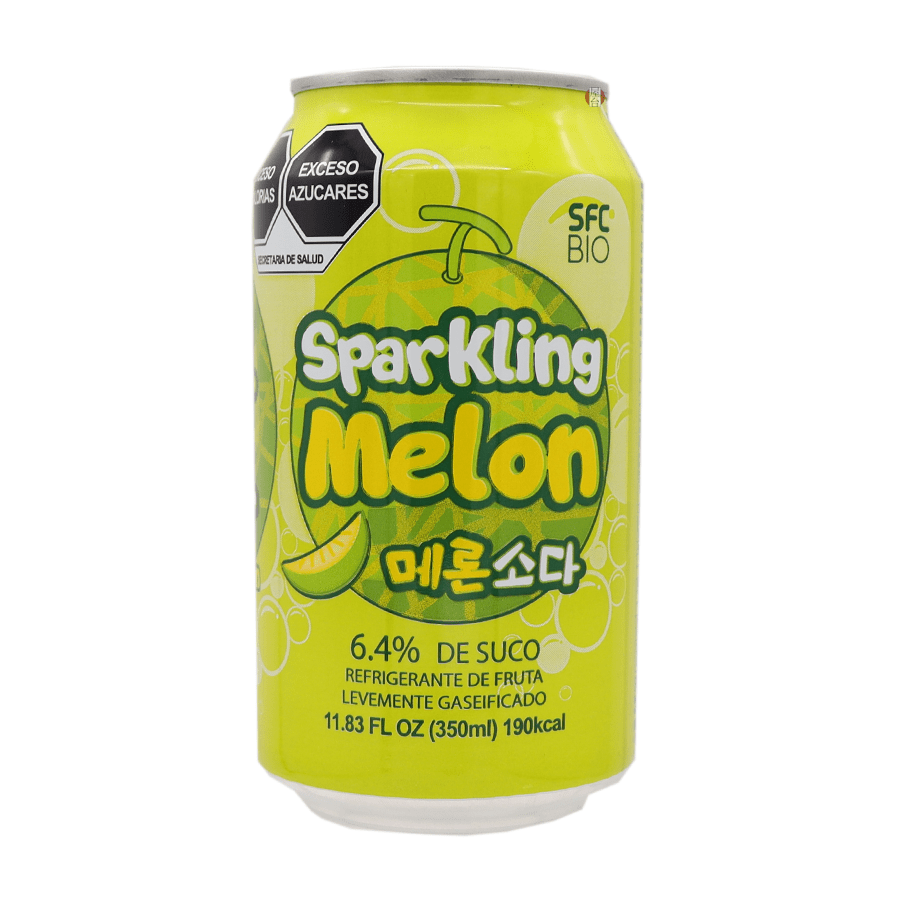 EXCESO
AZUCARES
SECRETARIA DE SALUD
SFC
BIO
Sparkling
Melon
메론소다
6.4% DE SUCO
REFRIGERANTE DE FRUTA
LEVEMENTE GASEIFICADO
11.83 FL OZ (350ml) 190kcal